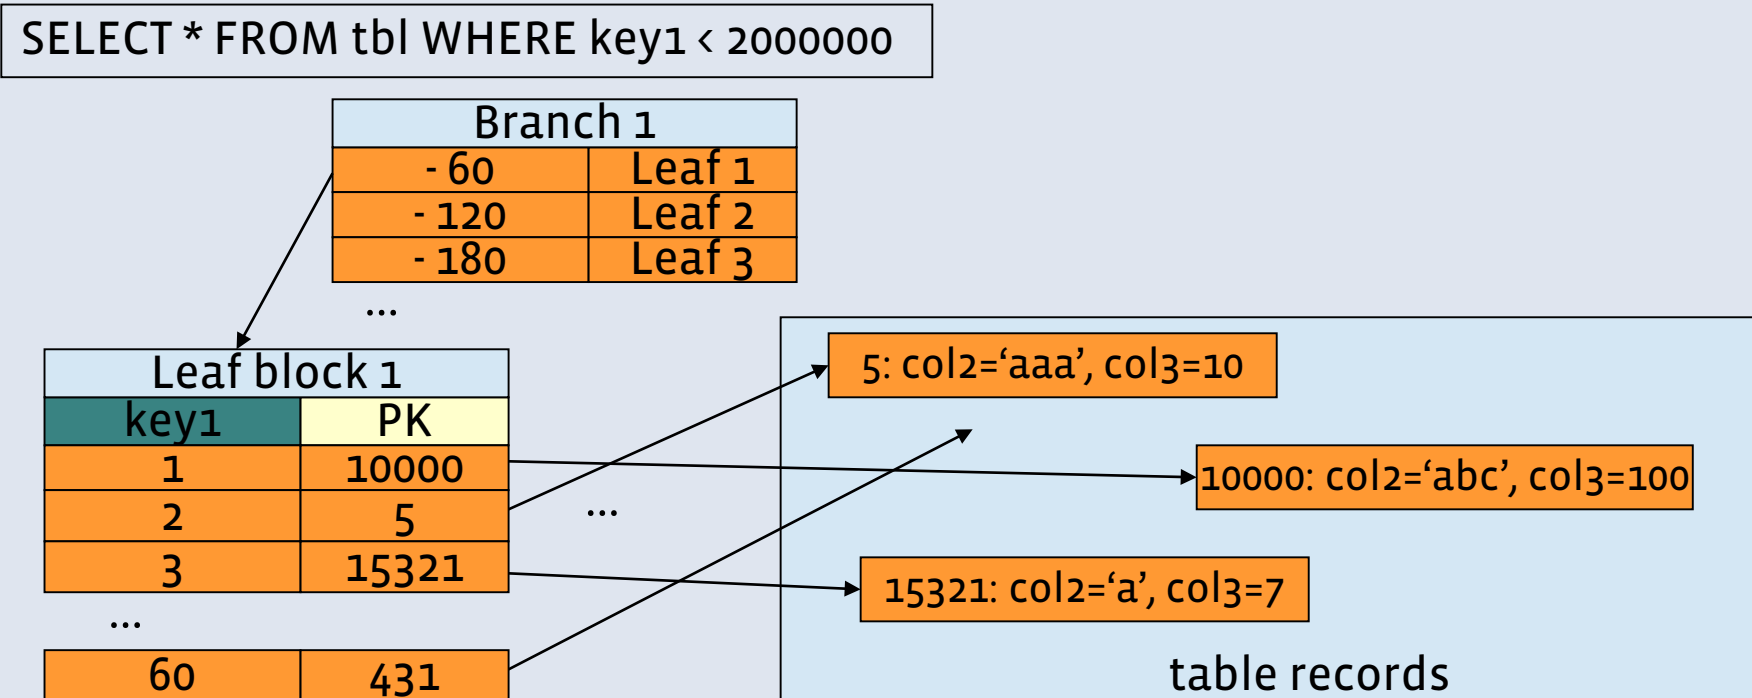 SELECT * FROM tbl WHERE key1 < 2000000
Branch 1
- 60 Leaf 1
- 120 Leaf 2
- 180 Leaf 3
...
Leaf block 1
key1 PK
1 10000
2 5
3 15321
...
60 431
...
5: col2=‘aaa’, col3=10
10000: col2=‘abc’, col3=100
15321: col2=‘a’, col3=7
table records